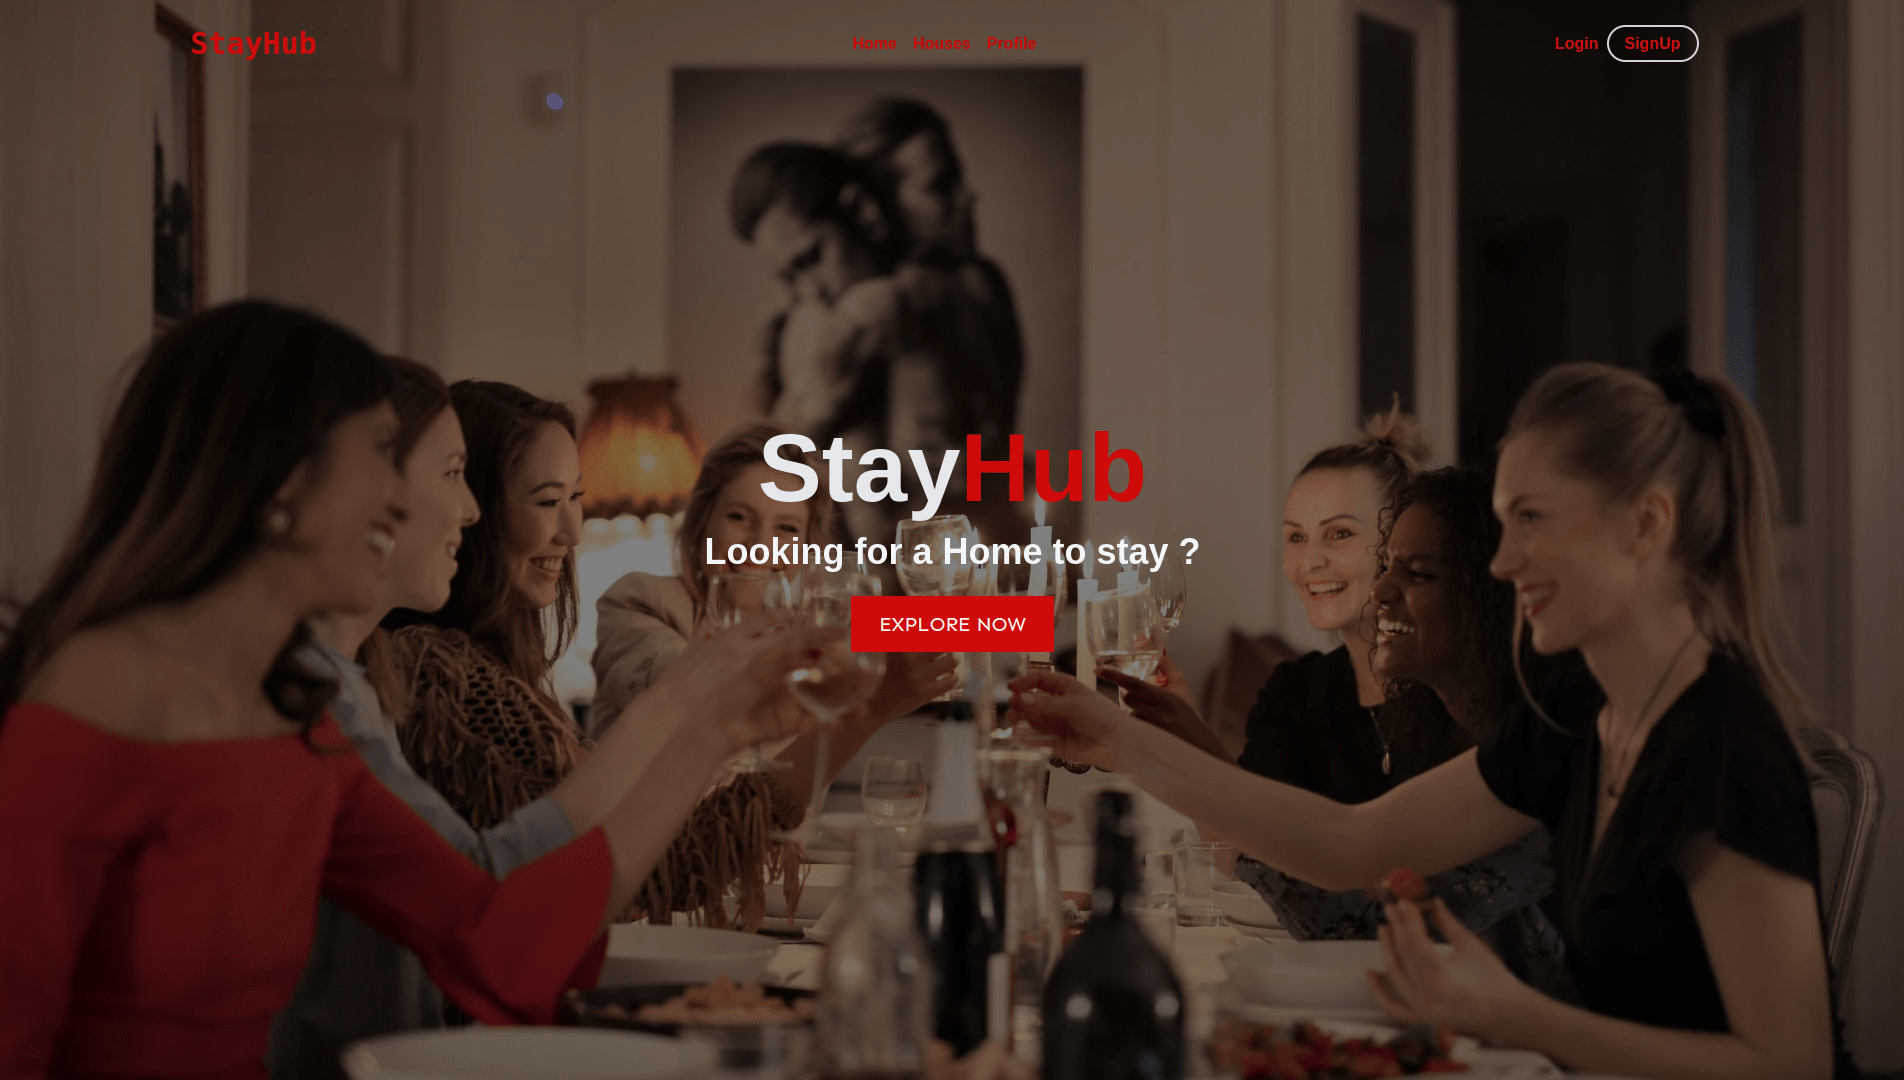 StayHub
Home Houses Profile
Login SignUp
StayHub
Looking for a Home to stay ?
EXPLORE NOW